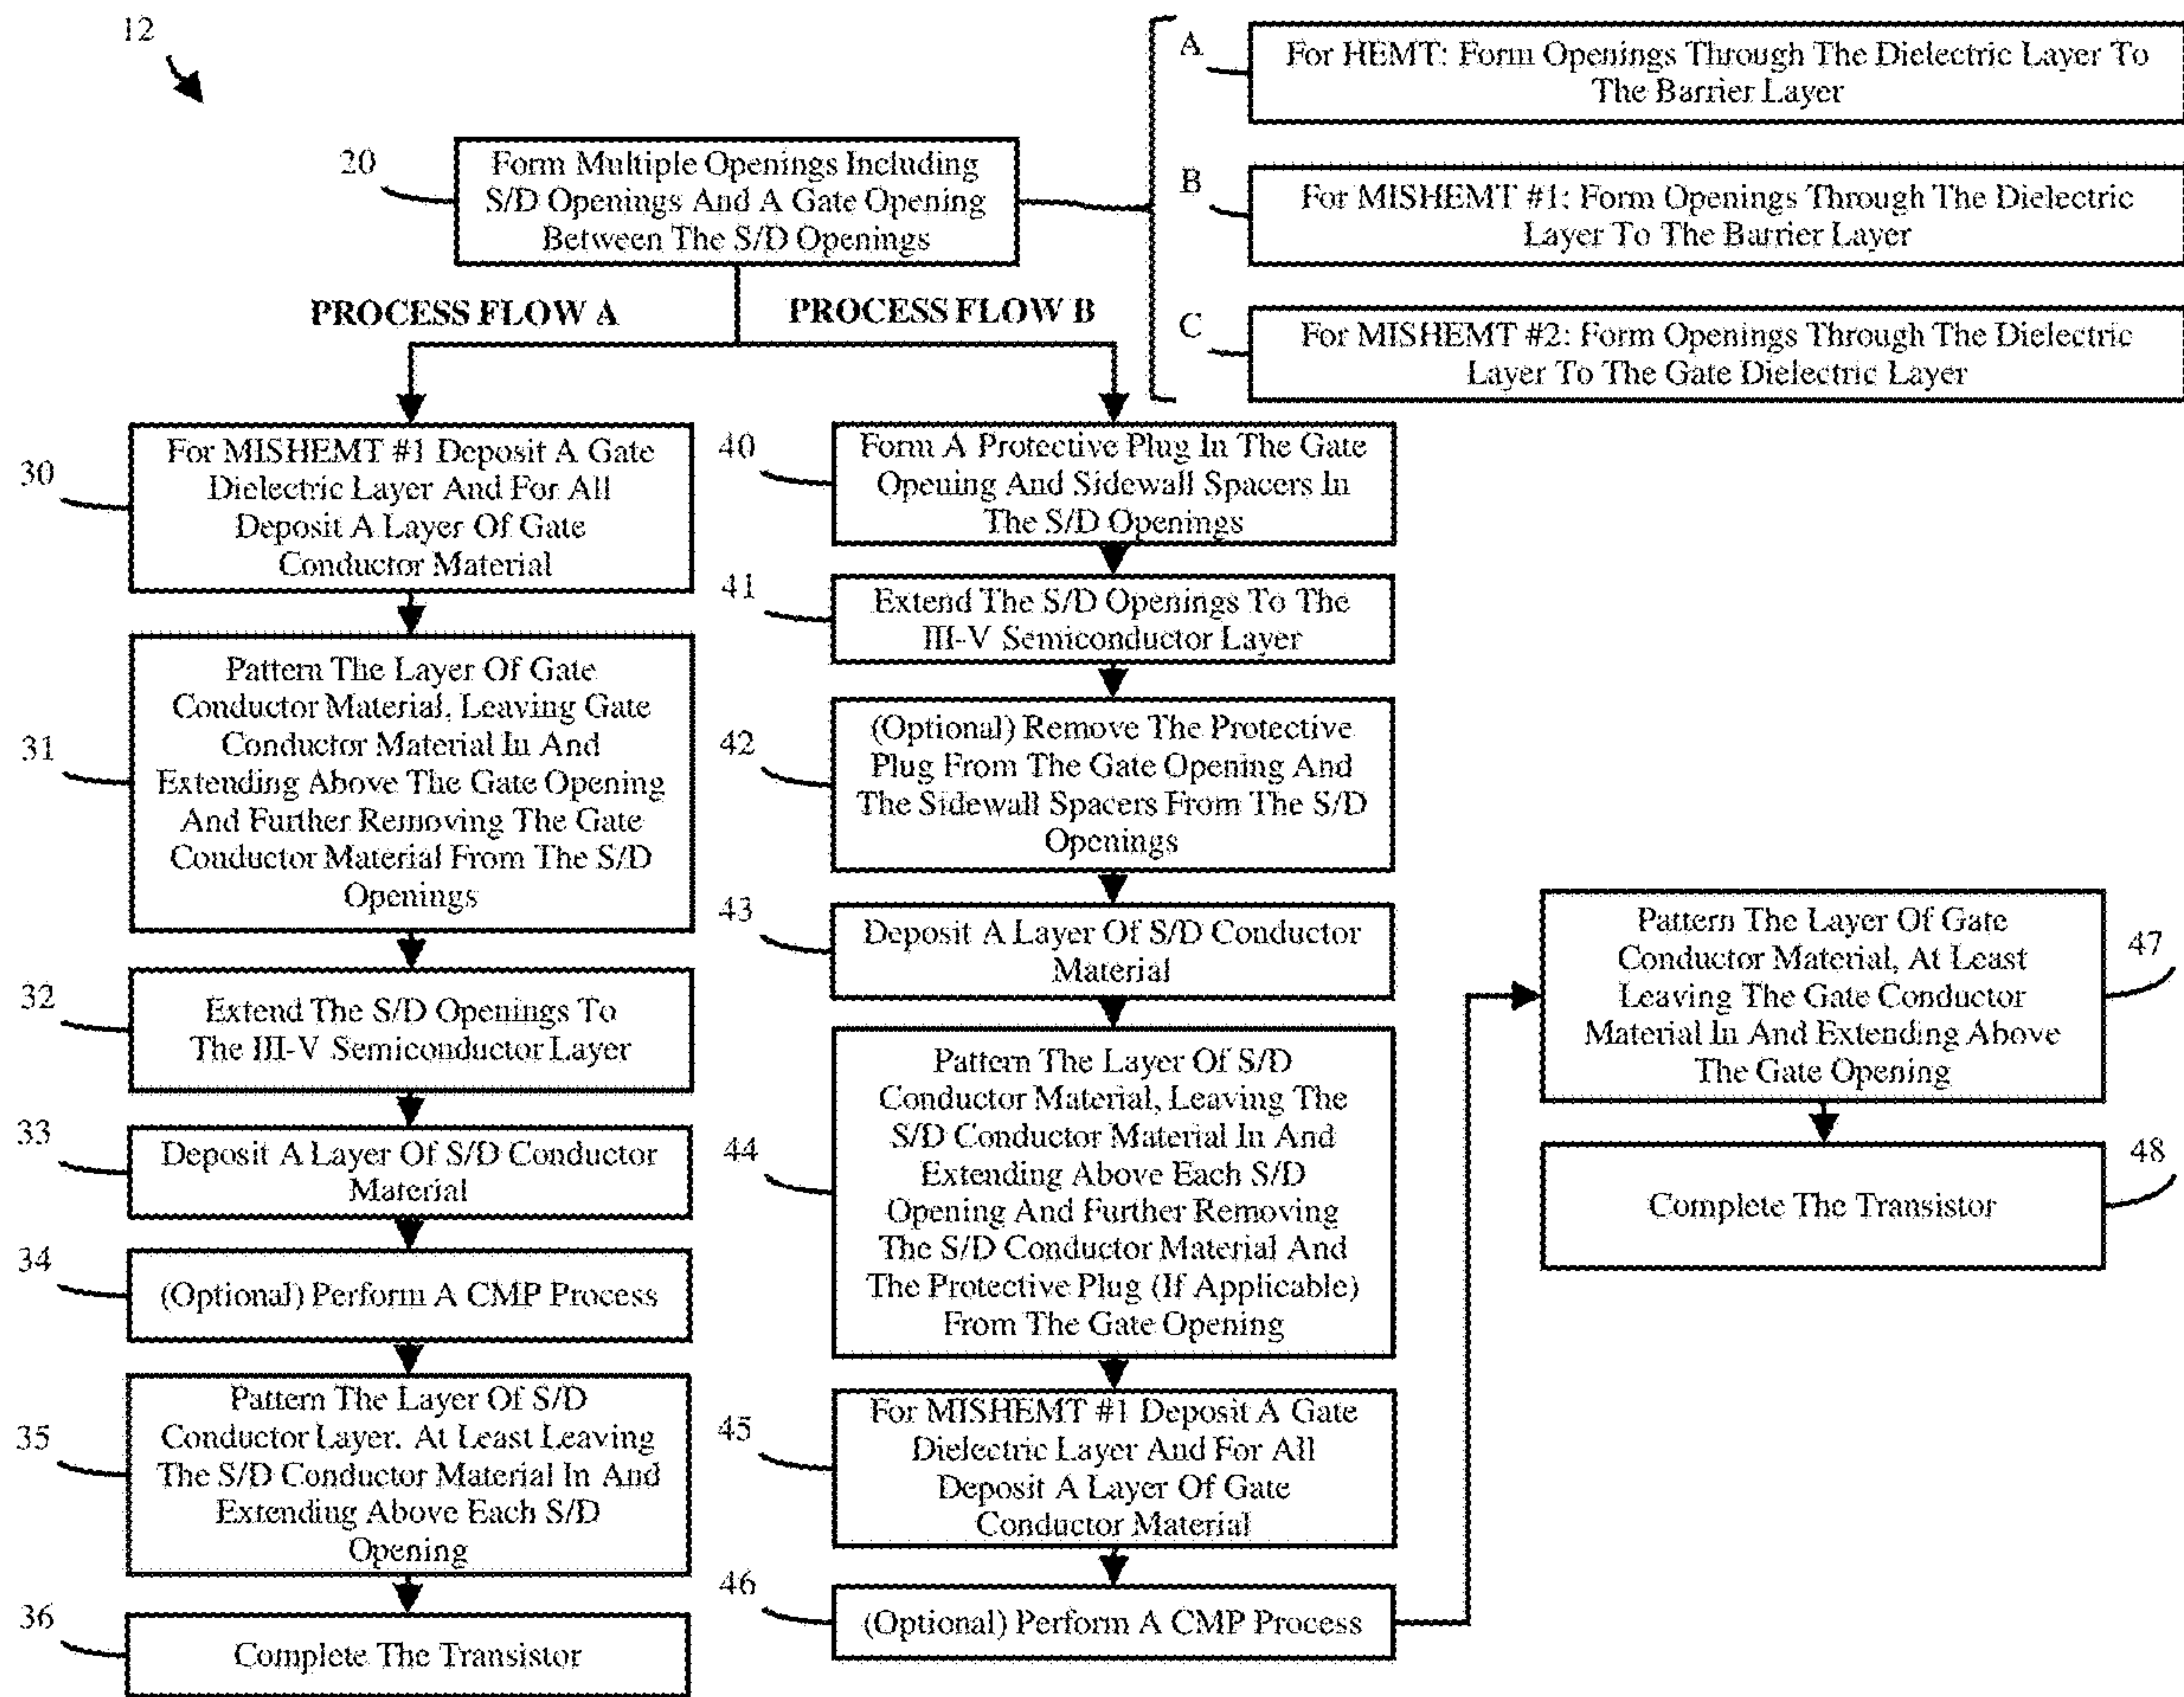 12
20
Form Multiple Openings Including
S/D Openings And A Gate Opening
Between The S/D Openings
A
For HEMT: Form Openings Through The Dielectric Layer To
The Barrier Layer
B
For MISHEMT #1: Form Openings Through The Dielectric
Layer To The Barrier Layer
C
For MISHEMT #2: Form Openings Through The Dielectric
Layer To The Gate Dielectric Layer
PROCESS FLOW A
PROCESS FLOW B
30
For MISHEMT #1 Deposit A Gate
Dielectric Layer And For All
Deposit A Layer Of Gate
Conductor Material
31
Pattern The Layer Of Gate
Conductor Material, Leaving Gate
Conductor Material In And
Extending Above The Gate Opening
And Further Removing The Gate
Conductor Material From The S/D
Openings
32
Extend The S/D Openings To
The III-V Semiconductor Layer
33
Deposit A Layer Of S/D Conductor
Material
34
(Optional) Perform A CMP Process
35
Pattern The Layer Of S/D
Conductor Layer. At Least Leaving
The S/D Conductor Material In And
Extending Above Each S/D
Opening
36
Complete The Transistor
40
Form A Protective Plug In The Gate
Opening And Sidewall Spacers In
The S/D Openings
41
Extend The S/D Openings To The
III-V Semiconductor Layer
42
(Optional) Remove The Protective
Plug From The Gate Opening And
The Sidewall Spacers From The S/D
Openings
43
Deposit A Layer Of S/D Conductor
Material
44
Pattern The Layer Of S/D
Conductor Material, Leaving The
S/D Conductor Material In And
Extending Above Each S/D
Opening And Further Removing
The S/D Conductor Material And
The Protective Plug (If Applicable)
From The Gate Opening
45
For MISHEMT #1 Deposit A Gate
Dielectric Layer And For All
Deposit A Layer Of Gate
Conductor Material
46
(Optional) Perform A CMP Process
47
Pattern The Layer Of Gate
Conductor Material, At Least
Leaving The Gate Conductor
Material In And Extending Above
The Gate Opening
48
Complete The Transistor